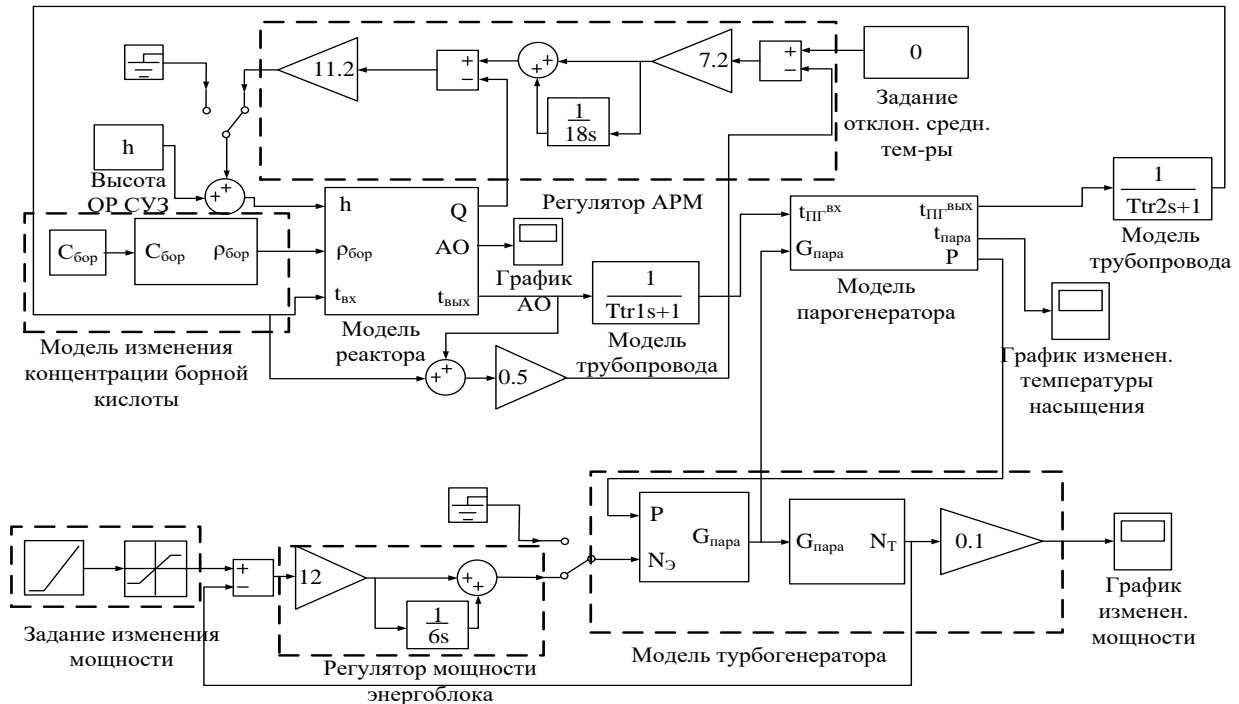 11.2
+
−
+
+
1
18s
7.2
+
−
0
Задание
отклон. средн.
тем-ры
h
Высота
ОР СУЗ
+
+
Регулятор АРМ
Cбор
Cбор
ρбор
Модель изменения
концентрации борной
кислоты
h
ρбор
tвх
Q
АО
tвых
Модель
реактора
График
АО
1
Ttr1s+1
Модель
трубопровода
+
+
0.5
tПГвх
Gпара
tПГвых
tпара
P
Модель
парогенератора
1
Ttr2s+1
Модель
трубопровода
График изменен.
температуры
насыщения
Задание изменения
мощности
+
−
12
+
+
1
6s
Регулятор мощности
энергоблока
P
NЭ
Gпара
Gпара
NТ
0.1
Модель турбогенератора
График
изменен.
мощности